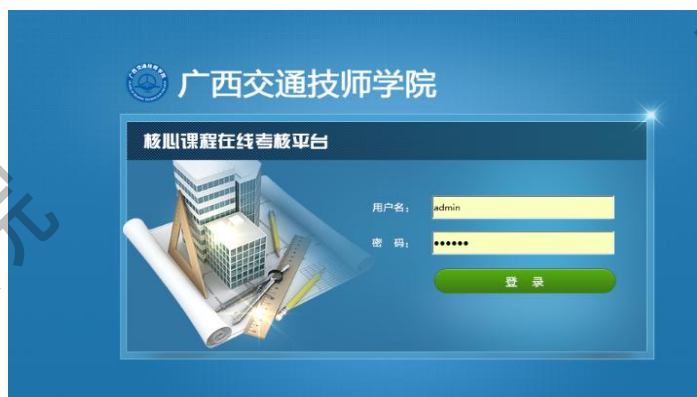 广西交通技师学院
核心课程在线考核平台
用户名： admin
密 码： ••••••
登 录